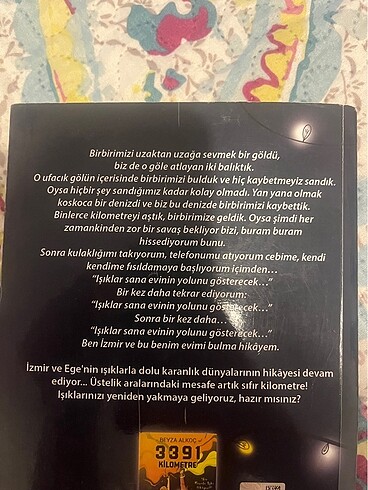 Birbirimizi uzaktan uzağa sevmek bir göldü,
biz de o göle atlayan iki balıktık.
O ufacık gölün içerisinde birbirimizi bulduk ve hiç kaybetmeyiz sandık.
Oysa hiçbir şey sandığımız kadar kolay olmadı. Yan yana olmak
koskoca bir denizdi ve biz bu denizde birbirimizi kaybettik.
Binlerce kilometreyi aştık, birbirimize geldik. Oysa şimdi her
zamankinden zor bir savaş bekliyor bizi, buram buram
hissediyorum bunu.
Sonra kulaklığımı takıyorum, telefonumu atıyorum cebime, kendi
kendime fısıldamaya başlıyorum içimden...
“Işıklar sana evinin yolunu gösterecek...”
Bir kez daha tekrar ediyorum:
“Işıklar sana evinin yolunu gösterecek...”
Sonra bir kez daha...
“Işıklar sana evinin yolunu gösterecek...”
Ben İzmir ve bu benim evimi bulma hikâyem.
İzmir ve Ege'nin ışıklarla dolu karanlık dünyalarının hikâyesi devam
ediyor... Üstelik aralarındaki mesafe artık sıfır kilometre!
Işıklarınızı yeniden yakmaya geliyoruz, hazır mısınız?
BEYZA ALKOÇ
3391
KİLOMETRE